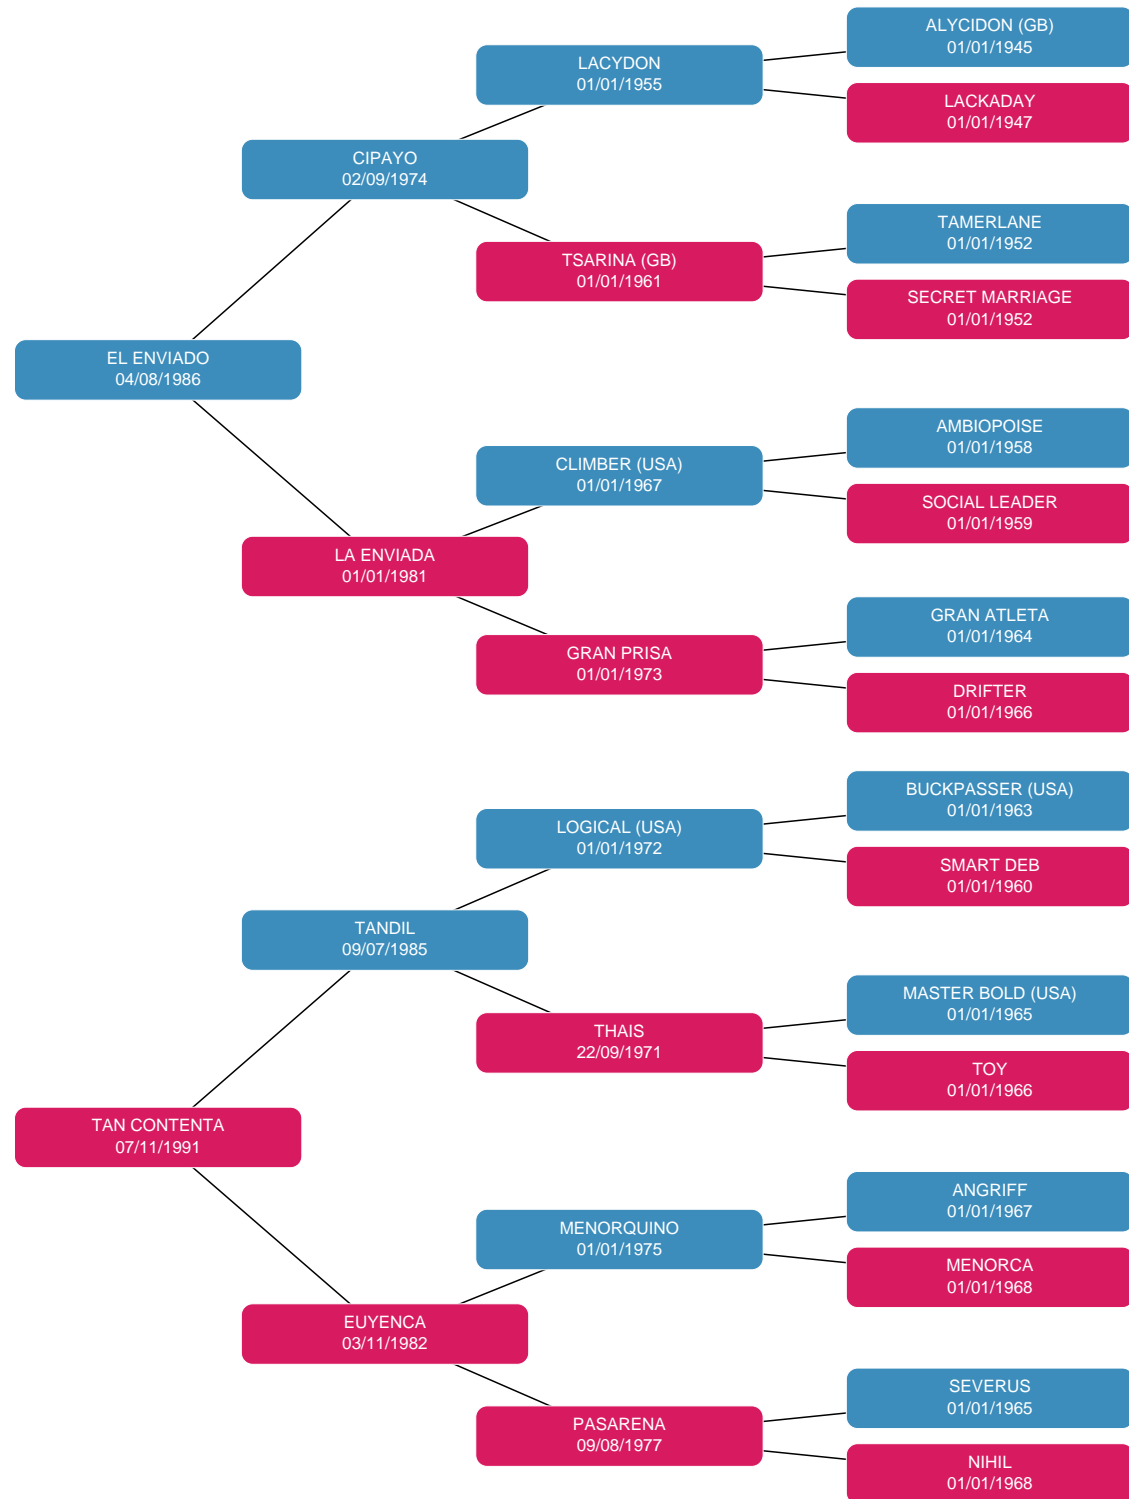 ALYCIDON (GB)
01/01/1945
LACYDON
01/01/1955
LACKADAY
01/01/1947
CIPAYO
02/09/1974
TAMERLANE
01/01/1952
TSARINA (GB)
01/01/1961
SECRET MARRIAGE
01/01/1952
EL ENVIADO
04/08/1986
AMBIOPOISE
01/01/1958
CLIMBER (USA)
01/01/1967
SOCIAL LEADER
01/01/1959
LA ENVIADA
01/01/1981
GRAN ATLETA
01/01/1964
GRAN PRISA
01/01/1973
DRIFTER
01/01/1966
BUCKPASSER (USA)
01/01/1963
LOGICAL (USA)
01/01/1972
SMART DEB
01/01/1960
TANDIL
09/07/1985
MASTER BOLD (USA)
01/01/1965
THAIS
22/09/1971
TOY
01/01/1966
TAN CONTENTA
07/11/1991
ANGRIFF
01/01/1967
MENORQUINO
01/01/1975
MENORCA
01/01/1968
EUYENCA
03/11/1982
SEVERUS
01/01/1965
PASARENA
09/08/1977
NIHIL
01/01/1968